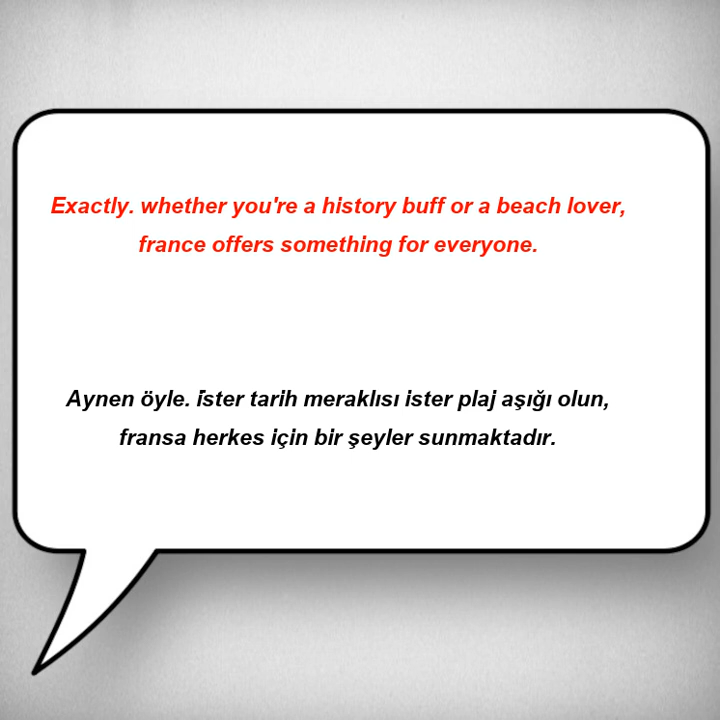 Exactly. whether you're a history buff or a beach lover,
france offers something for everyone.
Aynen öyle. i̇ster tarih meraklısı ister plaj aşığı olun,
fransa herkes için bir şeyler sunmaktadır.